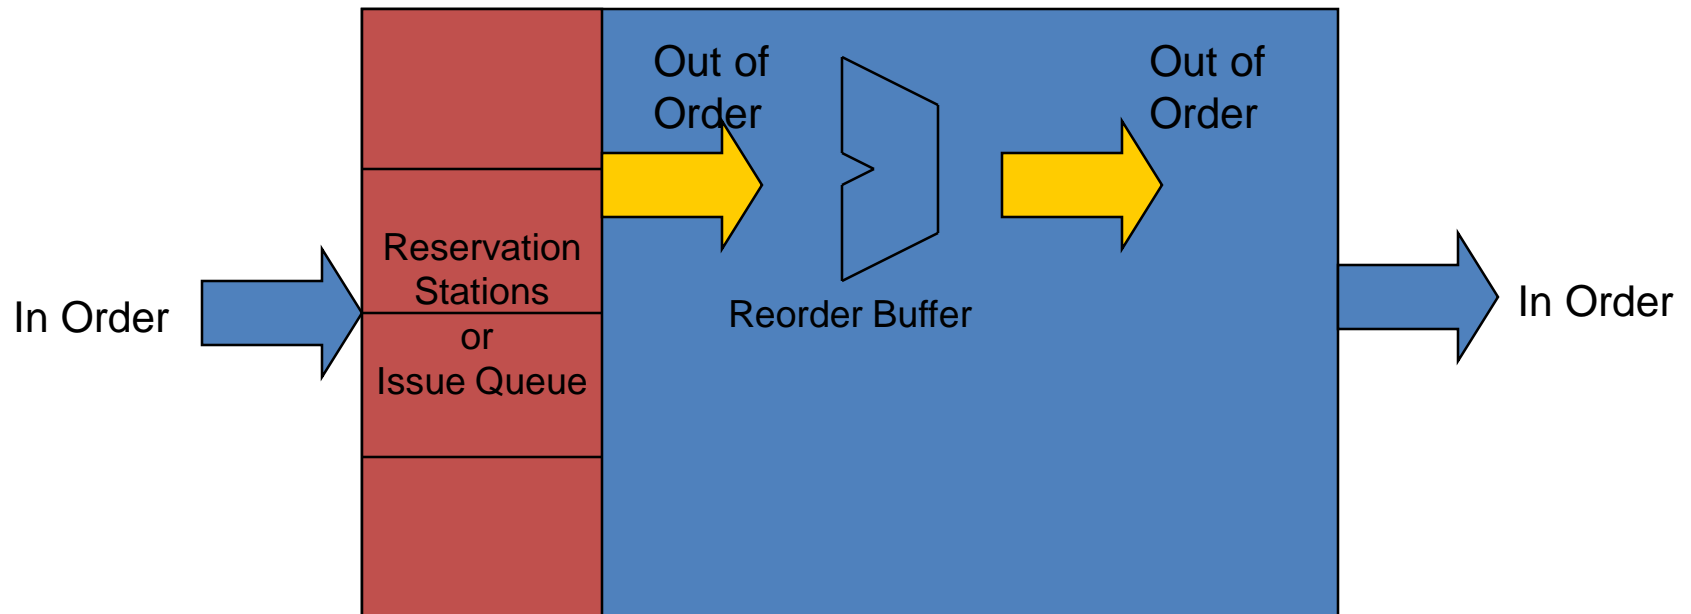 In Order
Reservation
Stations
or
Issue Queue
Out of
Order
Reorder Buffer
Out of
Order
In Order